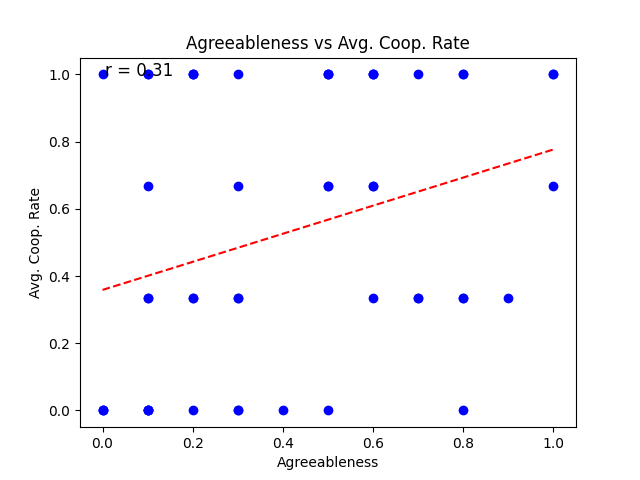 Agreeableness vs Avg. Coop. Rate
r = 0.31
1.0
0.8
0.6
0.4
0.2
0.0
Avg. Coop. Rate
0.0 0.2 0.4 0.6 0.8 1.0
Agreeableness